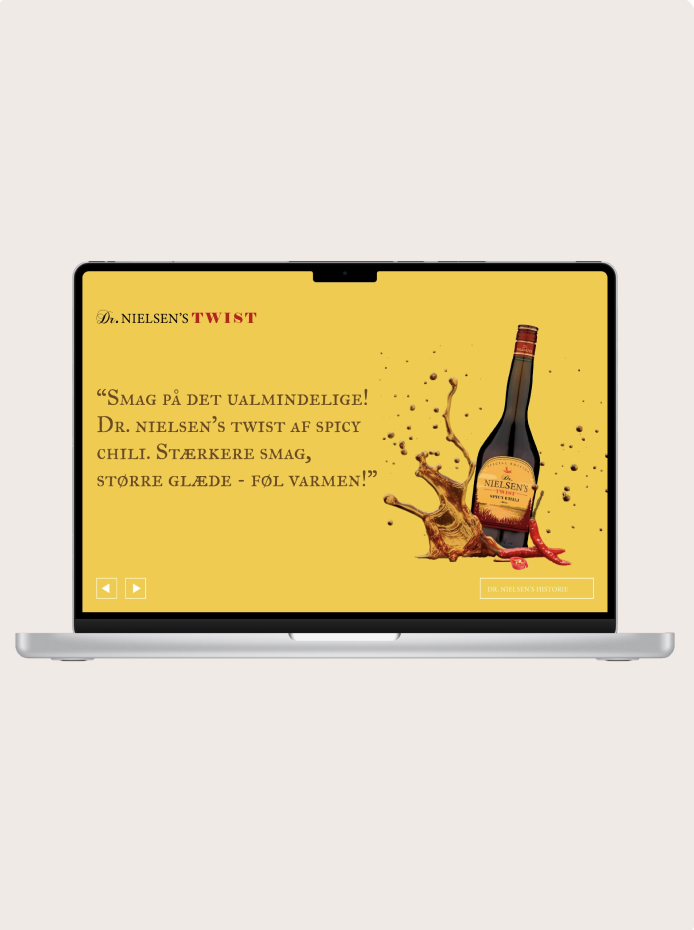 Dr. NIELSEN'S TWIST
“Smag på det ualmindelige!
Dr. nielsen’s twist af spicy
chili. Stærkere smag,
større glæde - føl varmen!”
Dr.
NIELSEN'S
TWIST
SPICY CHILI
DR. NIELSEN'S HISTORIE